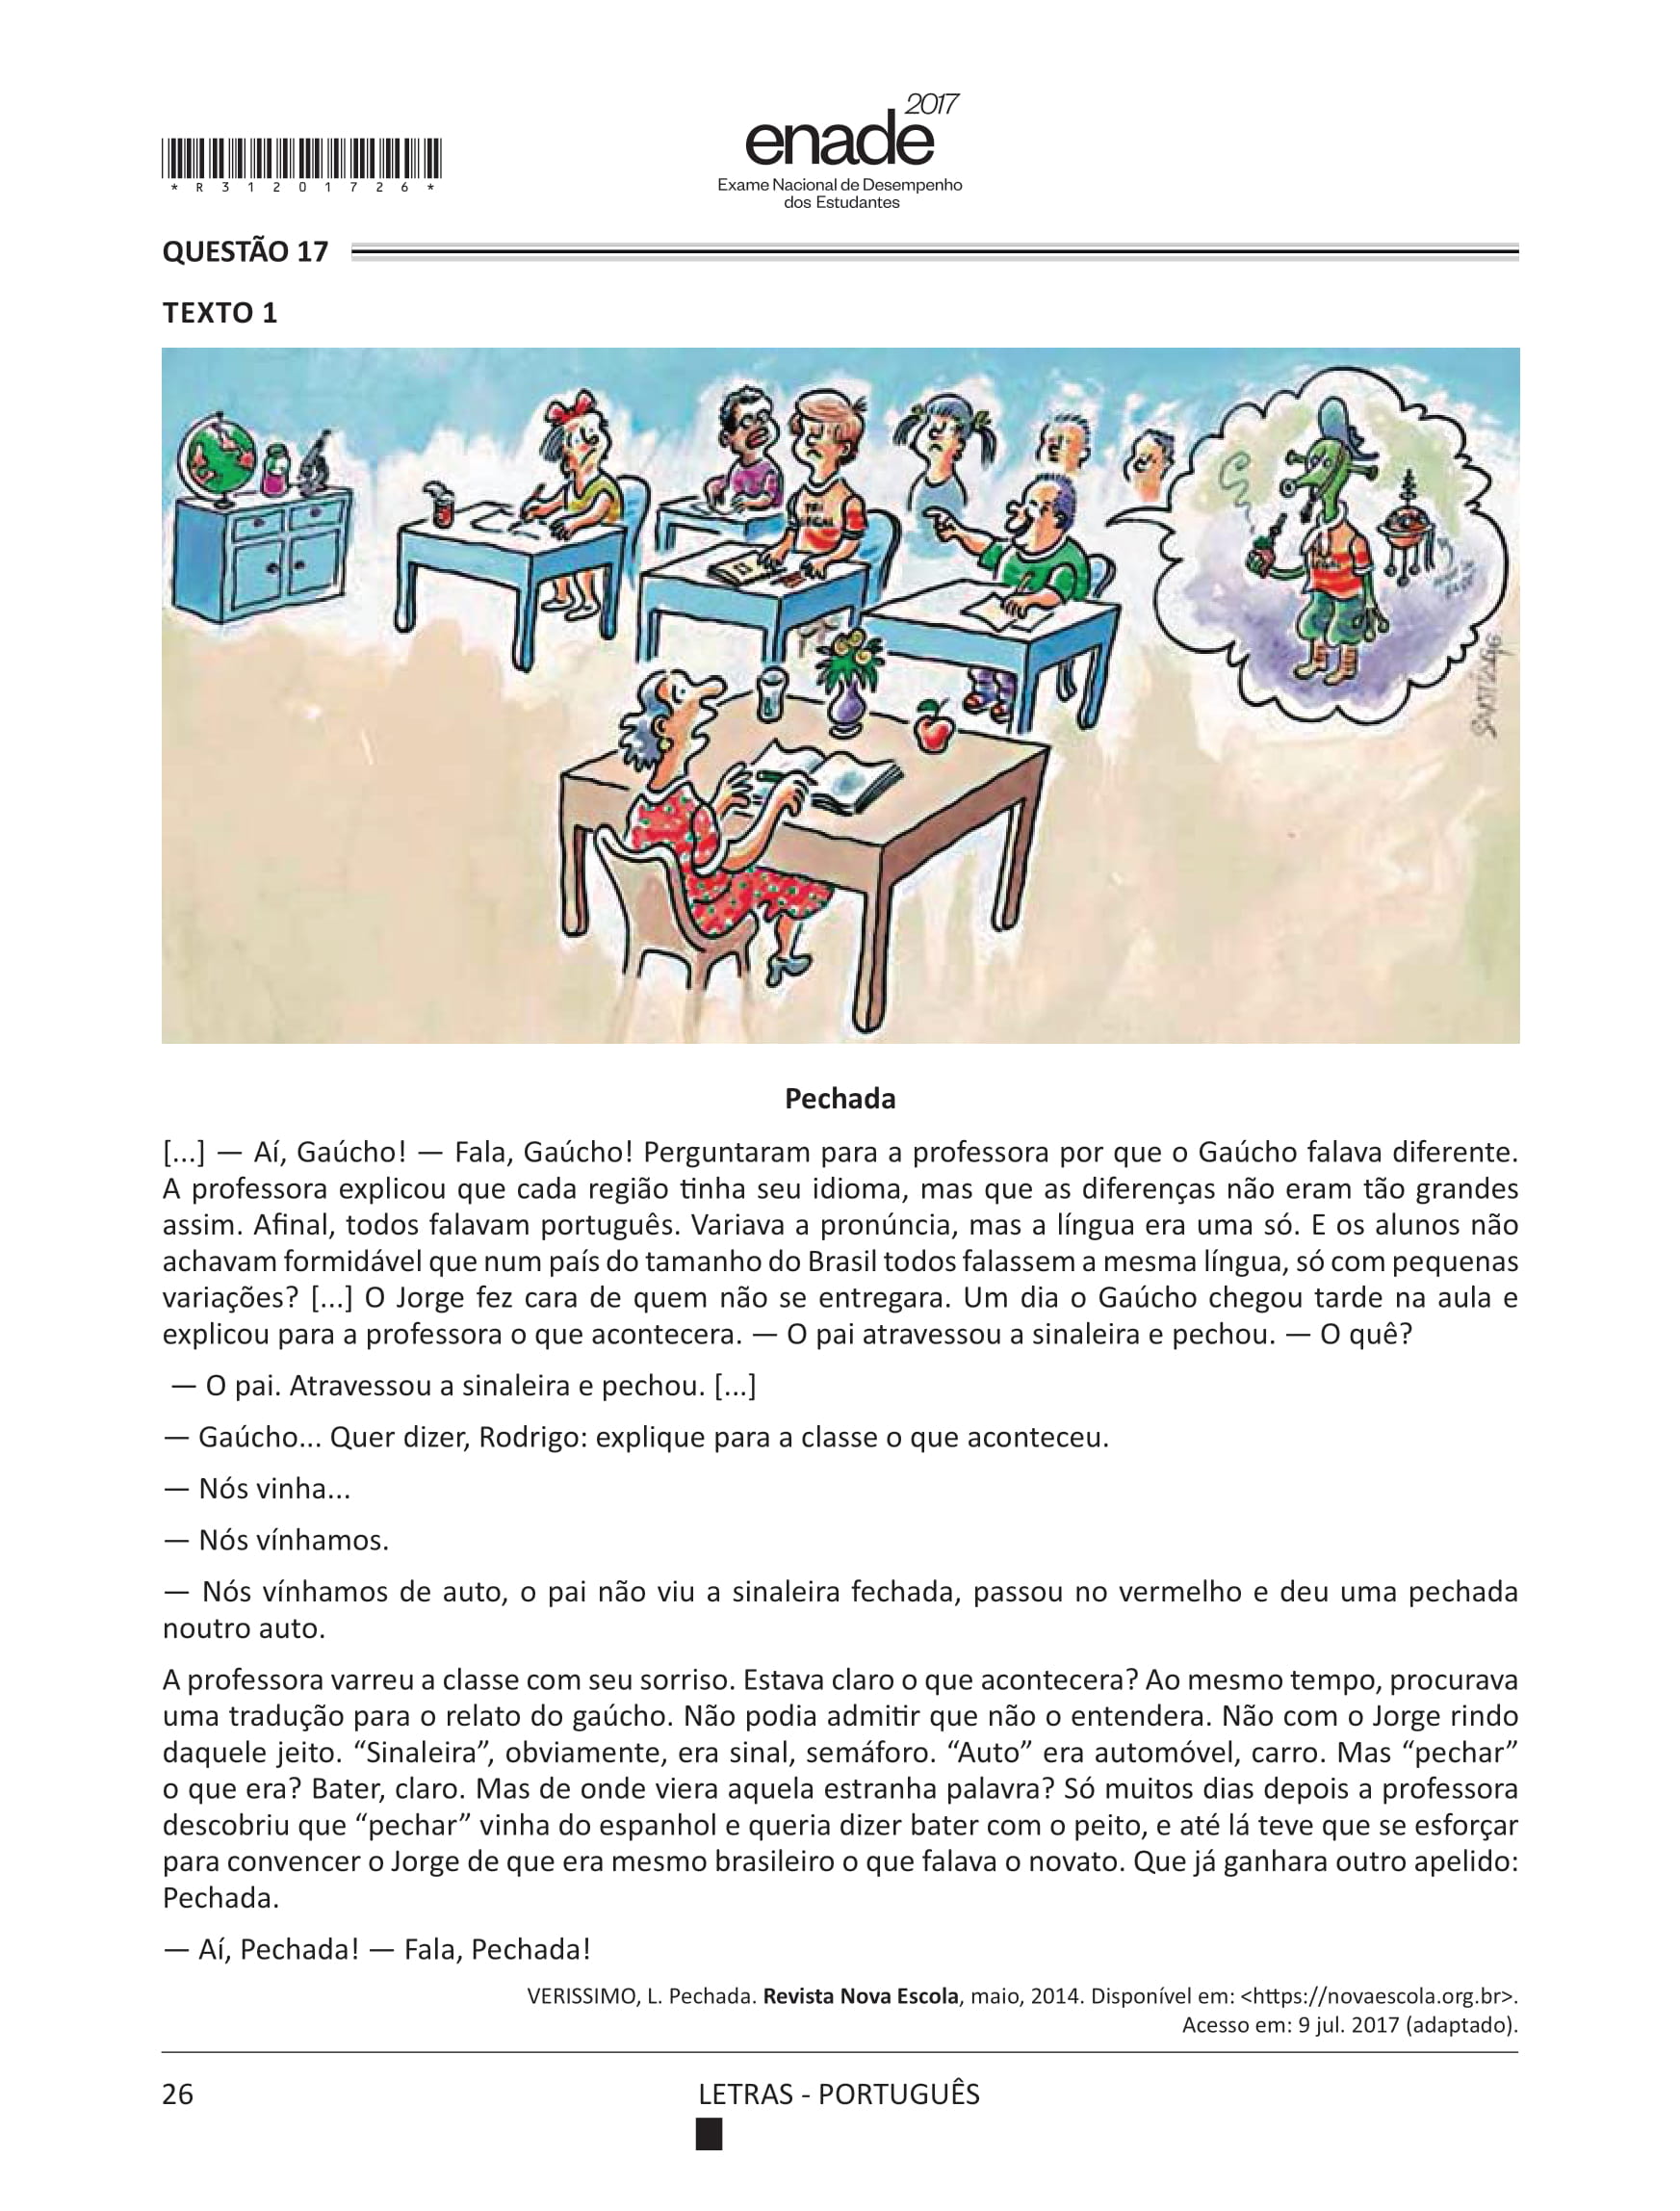 2017
enade
Exame Nacional de Desempenho
dos Estudantes
* R 3 1 2 0 1 7 2 6 *
QUESTÃO 17
TEXTO 1
TRI
LEGAL
SANTIAGO
Pechada
[...] — Aí, Gaúcho! — Fala, Gaúcho! Perguntaram para a professora por que o Gaúcho falava diferente.
A professora explicou que cada região tinha seu idioma, mas que as diferenças não eram tão grandes
assim. Afinal, todos falavam português. Variava a pronúncia, mas a língua era uma só. E os alunos não
achavam formidável que num país do tamanho do Brasil todos falassem a mesma língua, só com pequenas
variações? [...] O Jorge fez cara de quem não se entregara. Um dia o Gaúcho chegou tarde na aula e
explicou para a professora o que acontecera. — O pai atravessou a sinaleira e pechou. — O quê?
— O pai. Atravessou a sinaleira e pechou. [...]
— Gaúcho... Quer dizer, Rodrigo: explique para a classe o que aconteceu.
— Nós vinha...
— Nós vínhamos.
— Nós vínhamos de auto, o pai não viu a sinaleira fechada, passou no vermelho e deu uma pechada
noutro auto.
A professora varreu a classe com seu sorriso. Estava claro o que acontecera? Ao mesmo tempo, procurava
uma tradução para o relato do gaúcho. Não podia admitir que não o entendera. Não com o Jorge rindo
daquele jeito. “Sinaleira”, obviamente, era sinal, semáforo. “Auto” era automóvel, carro. Mas “pechar”
o que era? Bater, claro. Mas de onde viera aquela estranha palavra? Só muitos dias depois a professora
descobriu que “pechar” vinha do espanhol e queria dizer bater com o peito, e até lá teve que se esforçar
para convencer o Jorge de que era mesmo brasileiro o que falava o novato. Que já ganhara outro apelido:
Pechada.
— Aí, Pechada! — Fala, Pechada!
VERISSIMO, L. Pechada. Revista Nova Escola, maio, 2014. Disponível em: <https://novaescola.org.br>.
Acesso em: 9 jul. 2017 (adaptado).
26
LETRAS - PORTUGUÊS